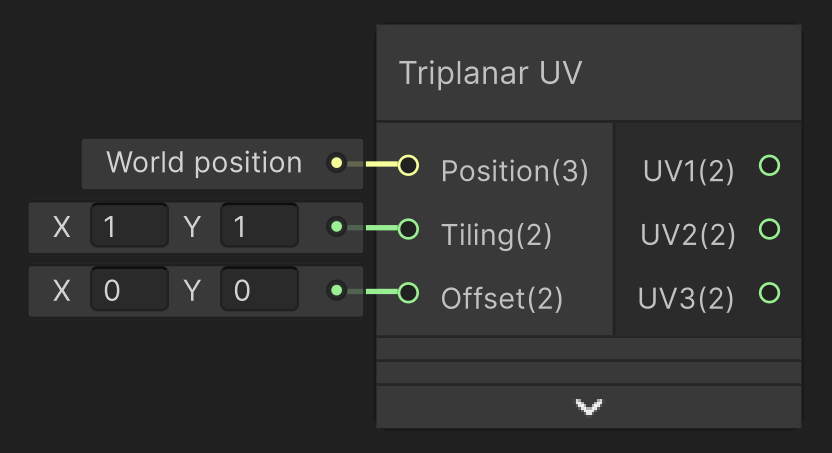 Triplanar UV
World position
Position(3)
UV1(2)
X 1 Y 1
Tiling(2)
UV2(2)
X 0 Y 0
Offset(2)
UV3(2)